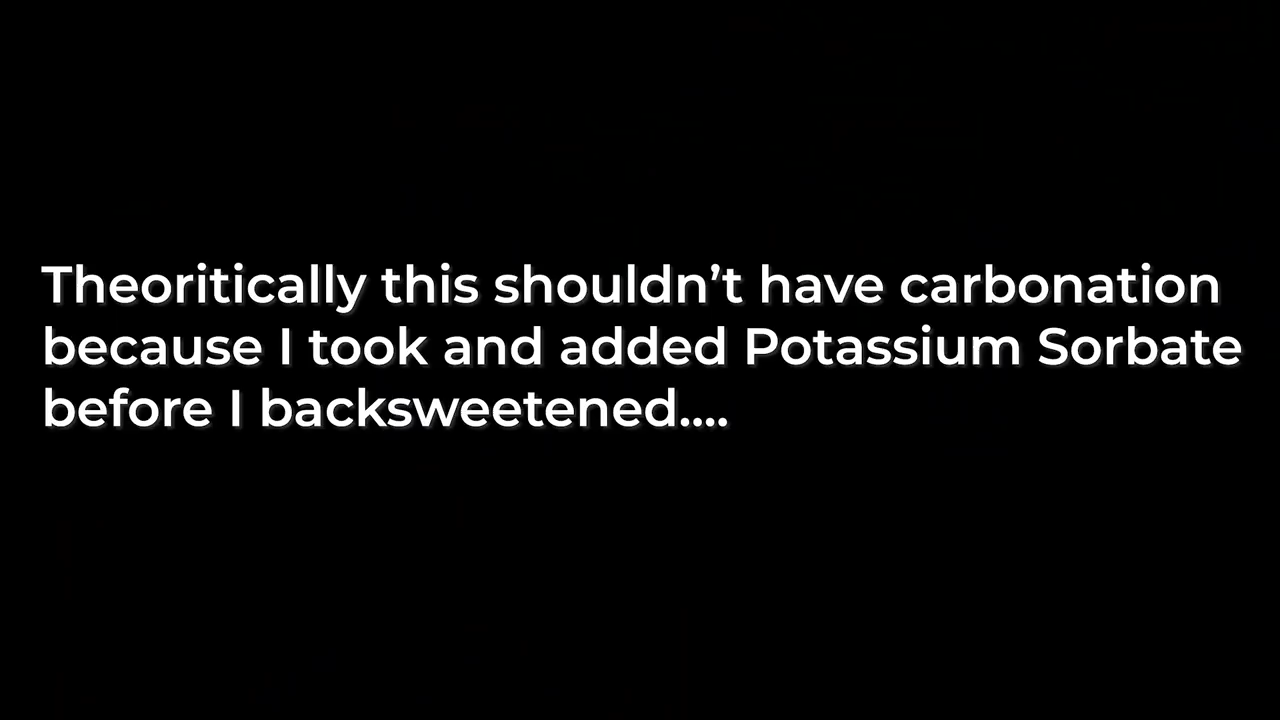 Theoritically this shouldn’t have carbonation
because I took and added Potassium Sorbate
before I backsweetened....